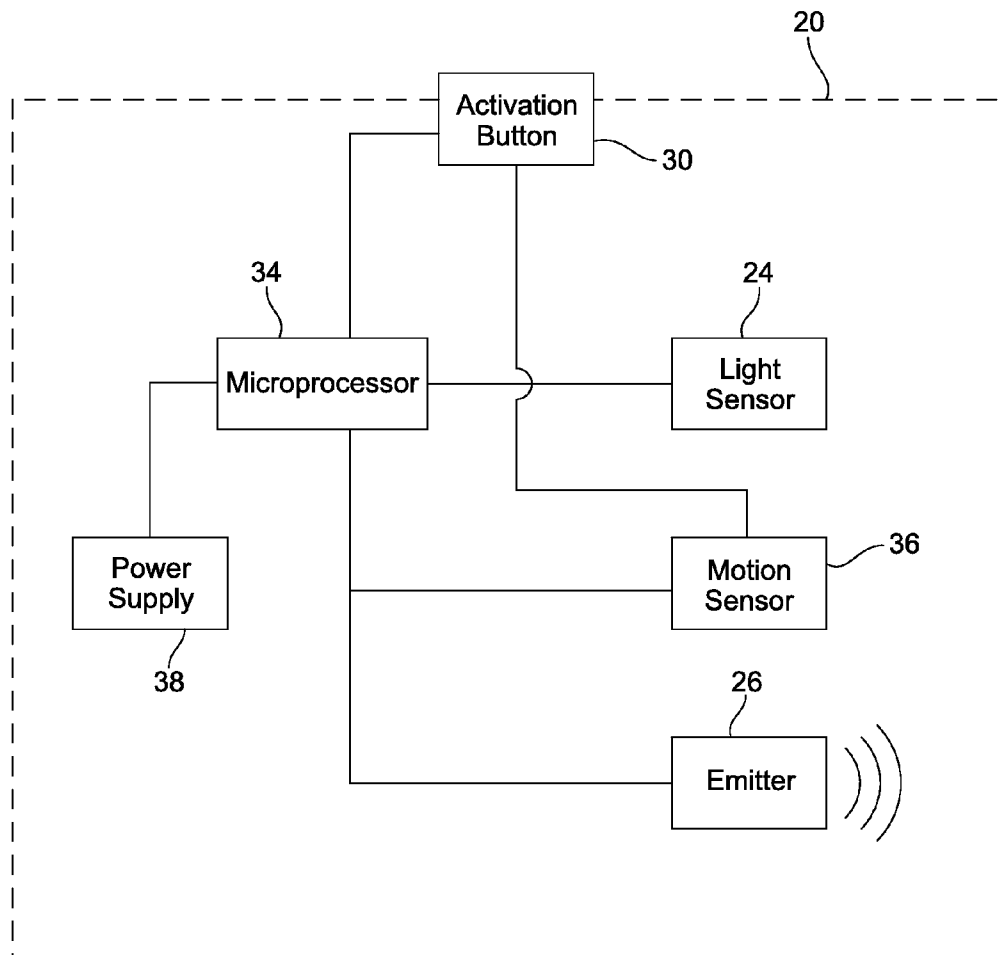 20
Activation
Button
30
34
24
Microprocessor
Light
Sensor
36
Power
Supply
Motion
Sensor
38
26
Emitter